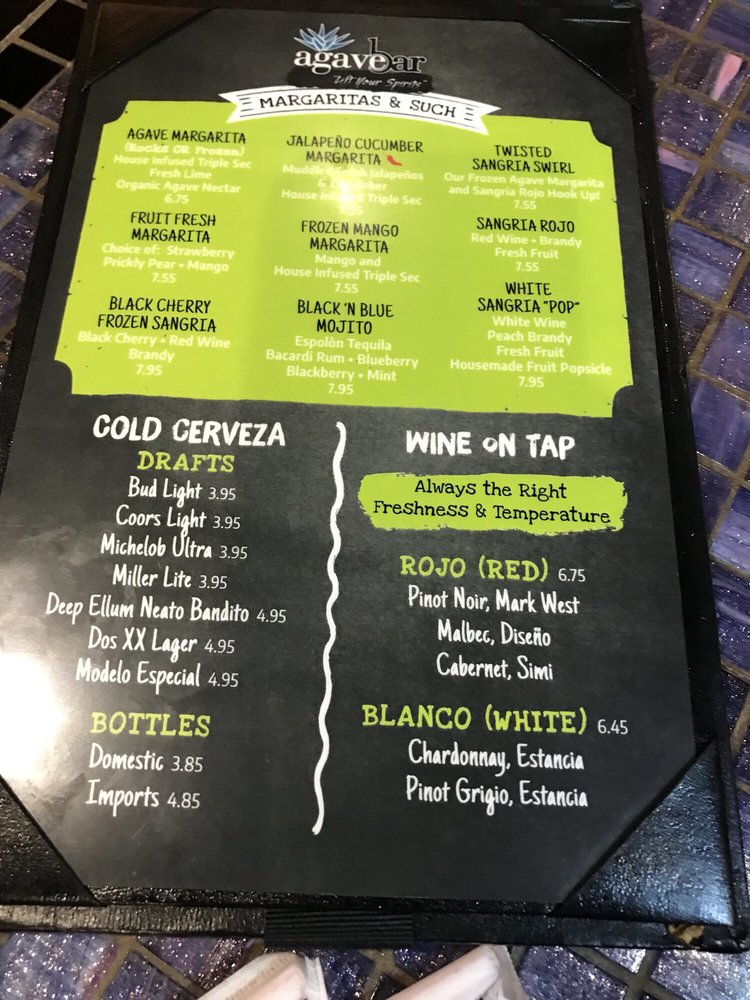 agavebar
"Lift Your Spirits"
MARGARITAS & SUCH
AGAVE MARGARITA
(Rocks OR Frozen)
House Infused Triple Sec
Fresh Lime
Organic Agave Nectar
6.75
FRUIT FRESH
MARGARITA
Choice of: Strawberry
Prickly Pear • Mango
7.55
BLACK CHERRY
FROZEN SANGRIA
Black Cherry • Red Wine
Brandy
7.95
JALAPEÑO CUCUMBER
MARGARITA
Jalapeños
&
House Infused Triple Sec
FROZEN MANGO
MARGARITA
Mango and
House Infused Triple Sec
7.55
BLACK 'N BLUE
MOJITO
Espolòn Tequila
Bacardi Rum • Blueberry
Blackberry • Mint
7.95
TWISTED
SANGRIA SWIRL
Our Frozen Agave Margarita
and Sangria Rojo Hook Up!
7.55
SANGRIA ROJO
Red Wine • Brandy
Fresh Fruit
7.55
WHITE
SANGRIA "POP"
White Wine
Peach Brandy
Fresh Fruit
Housemade Fruit Popsicle
7.95
COLD CERVEZA
DRAFTS
Bud Light 3.95
Coors Light 3.95
Michelob Ultra 3.95
Miller Lite 3.95
Deep Ellum Neato Bandito 4.95
Dos XX Lager 4.95
Modelo Especial 4.95
BOTTLES
Domestic 3.85
Imports 4.85
WINE ON TAP
Always the Right
Freshness & Temperature
ROJO (RED) 6.75
Pinot Noir, Mark West
Malbec, Diseño
Cabernet, Simi
BLANCO (WHITE) 6.45
Chardonnay, Estancia
Pinot Grigio, Estancia